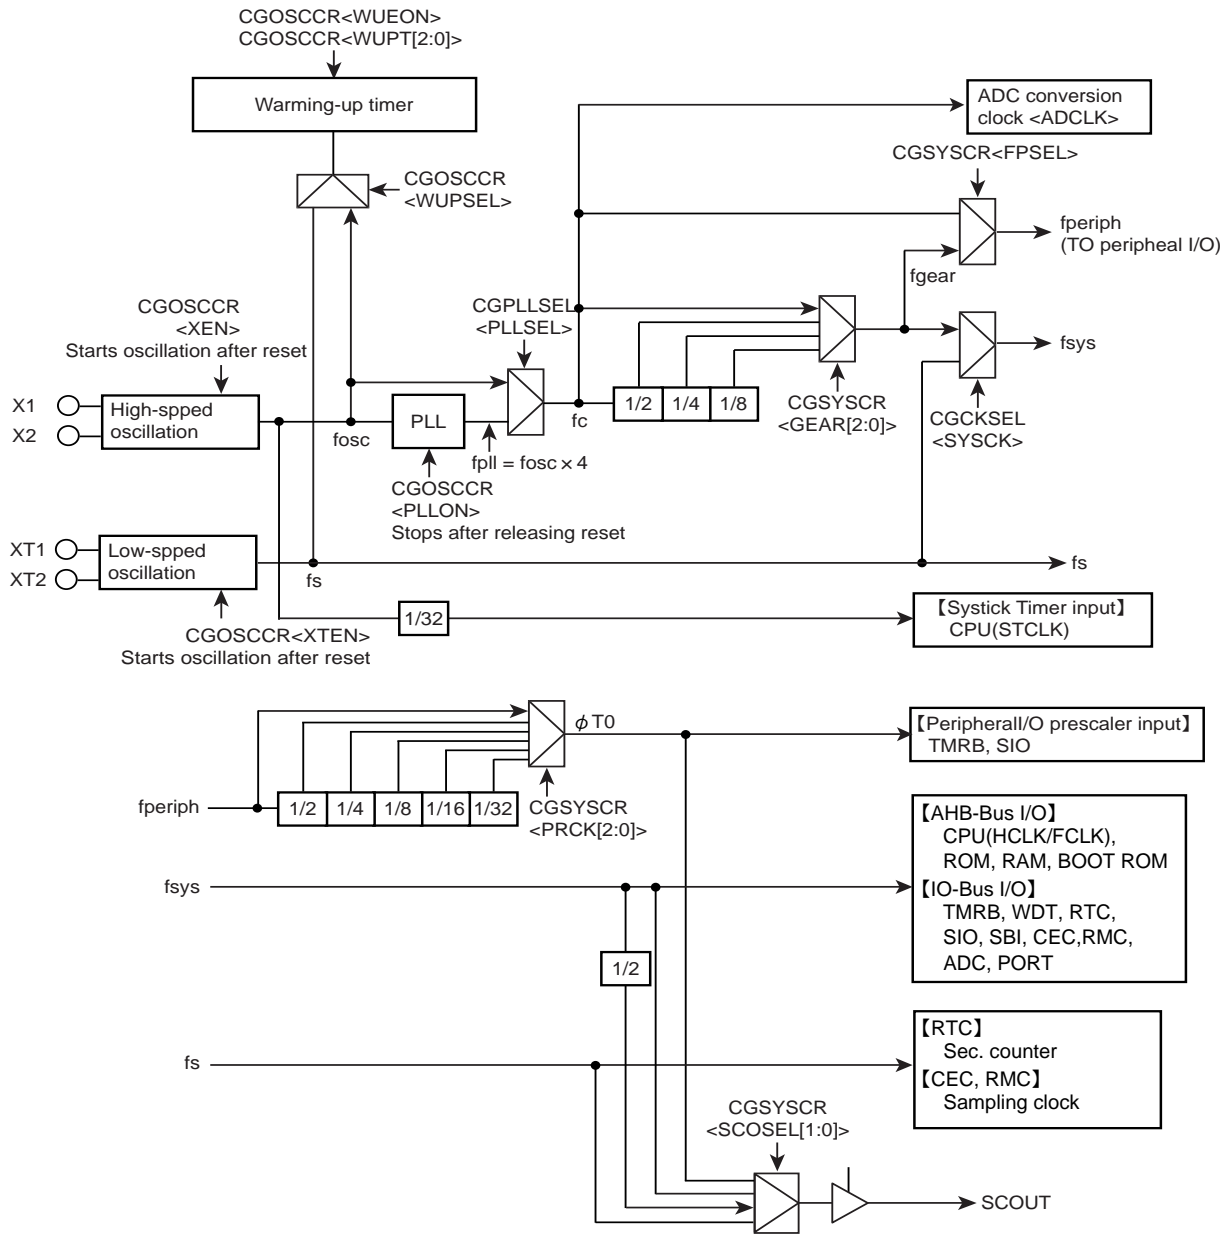 CGOSCCR<WUEON>
CGOSCCR<WUPT[2:0]>
Warming-up timer
CGOSCCR
<WUPSEL>
ADC conversion
clock <ADCLK>
CGSYSCR<FPSEL>
fperiph
(TO peripheal I/O)
fgear
CGOSCCR
<XEN>
Starts oscillation after reset
CGPLLSEL
<PLLSEL>
fsys
X1
X2
High-spped
oscillation
fosc
PLL
fc
1/2
1/4
1/8
CGSYSCR
<GEAR[2:0]>
CGCKSEL
<SYSCK>
fpll = fosc × 4
CGOSCCR
<PLLON>
Stops after releasing reset
XT1
XT2
Low-spped
oscillation
fs
fs
1/32
【Systick Timer input】
CPU(STCLK)
CGOSCCR<XTEN>
Starts oscillation after reset
ϕT0
【PeripheralI/O prescaler input】
TMRB, SIO
fperiph
1/2
1/4
1/8
1/16
1/32
CGSYSCR
<PRCK[2:0]>
【AHB-Bus I/O】
CPU(HCLK/FCLK),
ROM, RAM, BOOT ROM
fsys
【IO-Bus I/O】
TMRB, WDT, RTC,
SIO, SBI, CEC,RMC,
ADC, PORT
1/2
fs
【RTC】
Sec. counter
【CEC, RMC】
Sampling clock
CGSYSCR
<SCOSEL[1:0]>
SCOUT